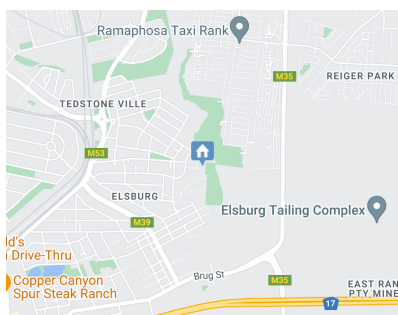 Ramaphosa Taxi Rank
M35
REIGER PARK
TEDSTONE VILLE
M53
ELSBURG
Elsburg Tailing Complex
M39
ld's
Drive-Thru
Brug St
M35
Copper Canyon
Spur Steak Ranch
EAST RAN
PTY MINE
17